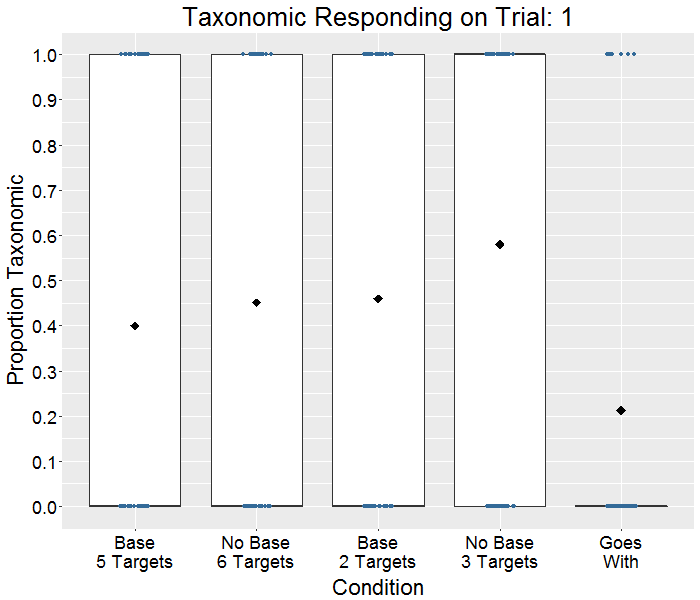 Taxonomic Responding on Trial: 1
Proportion Taxonomic
1.0
0.9
0.8
0.7
0.6
0.5
0.4
0.3
0.2
0.1
0.0
Base No Base Base No Base Goes
5 Targets 6 Targets 2 Targets 3 Targets With
Condition